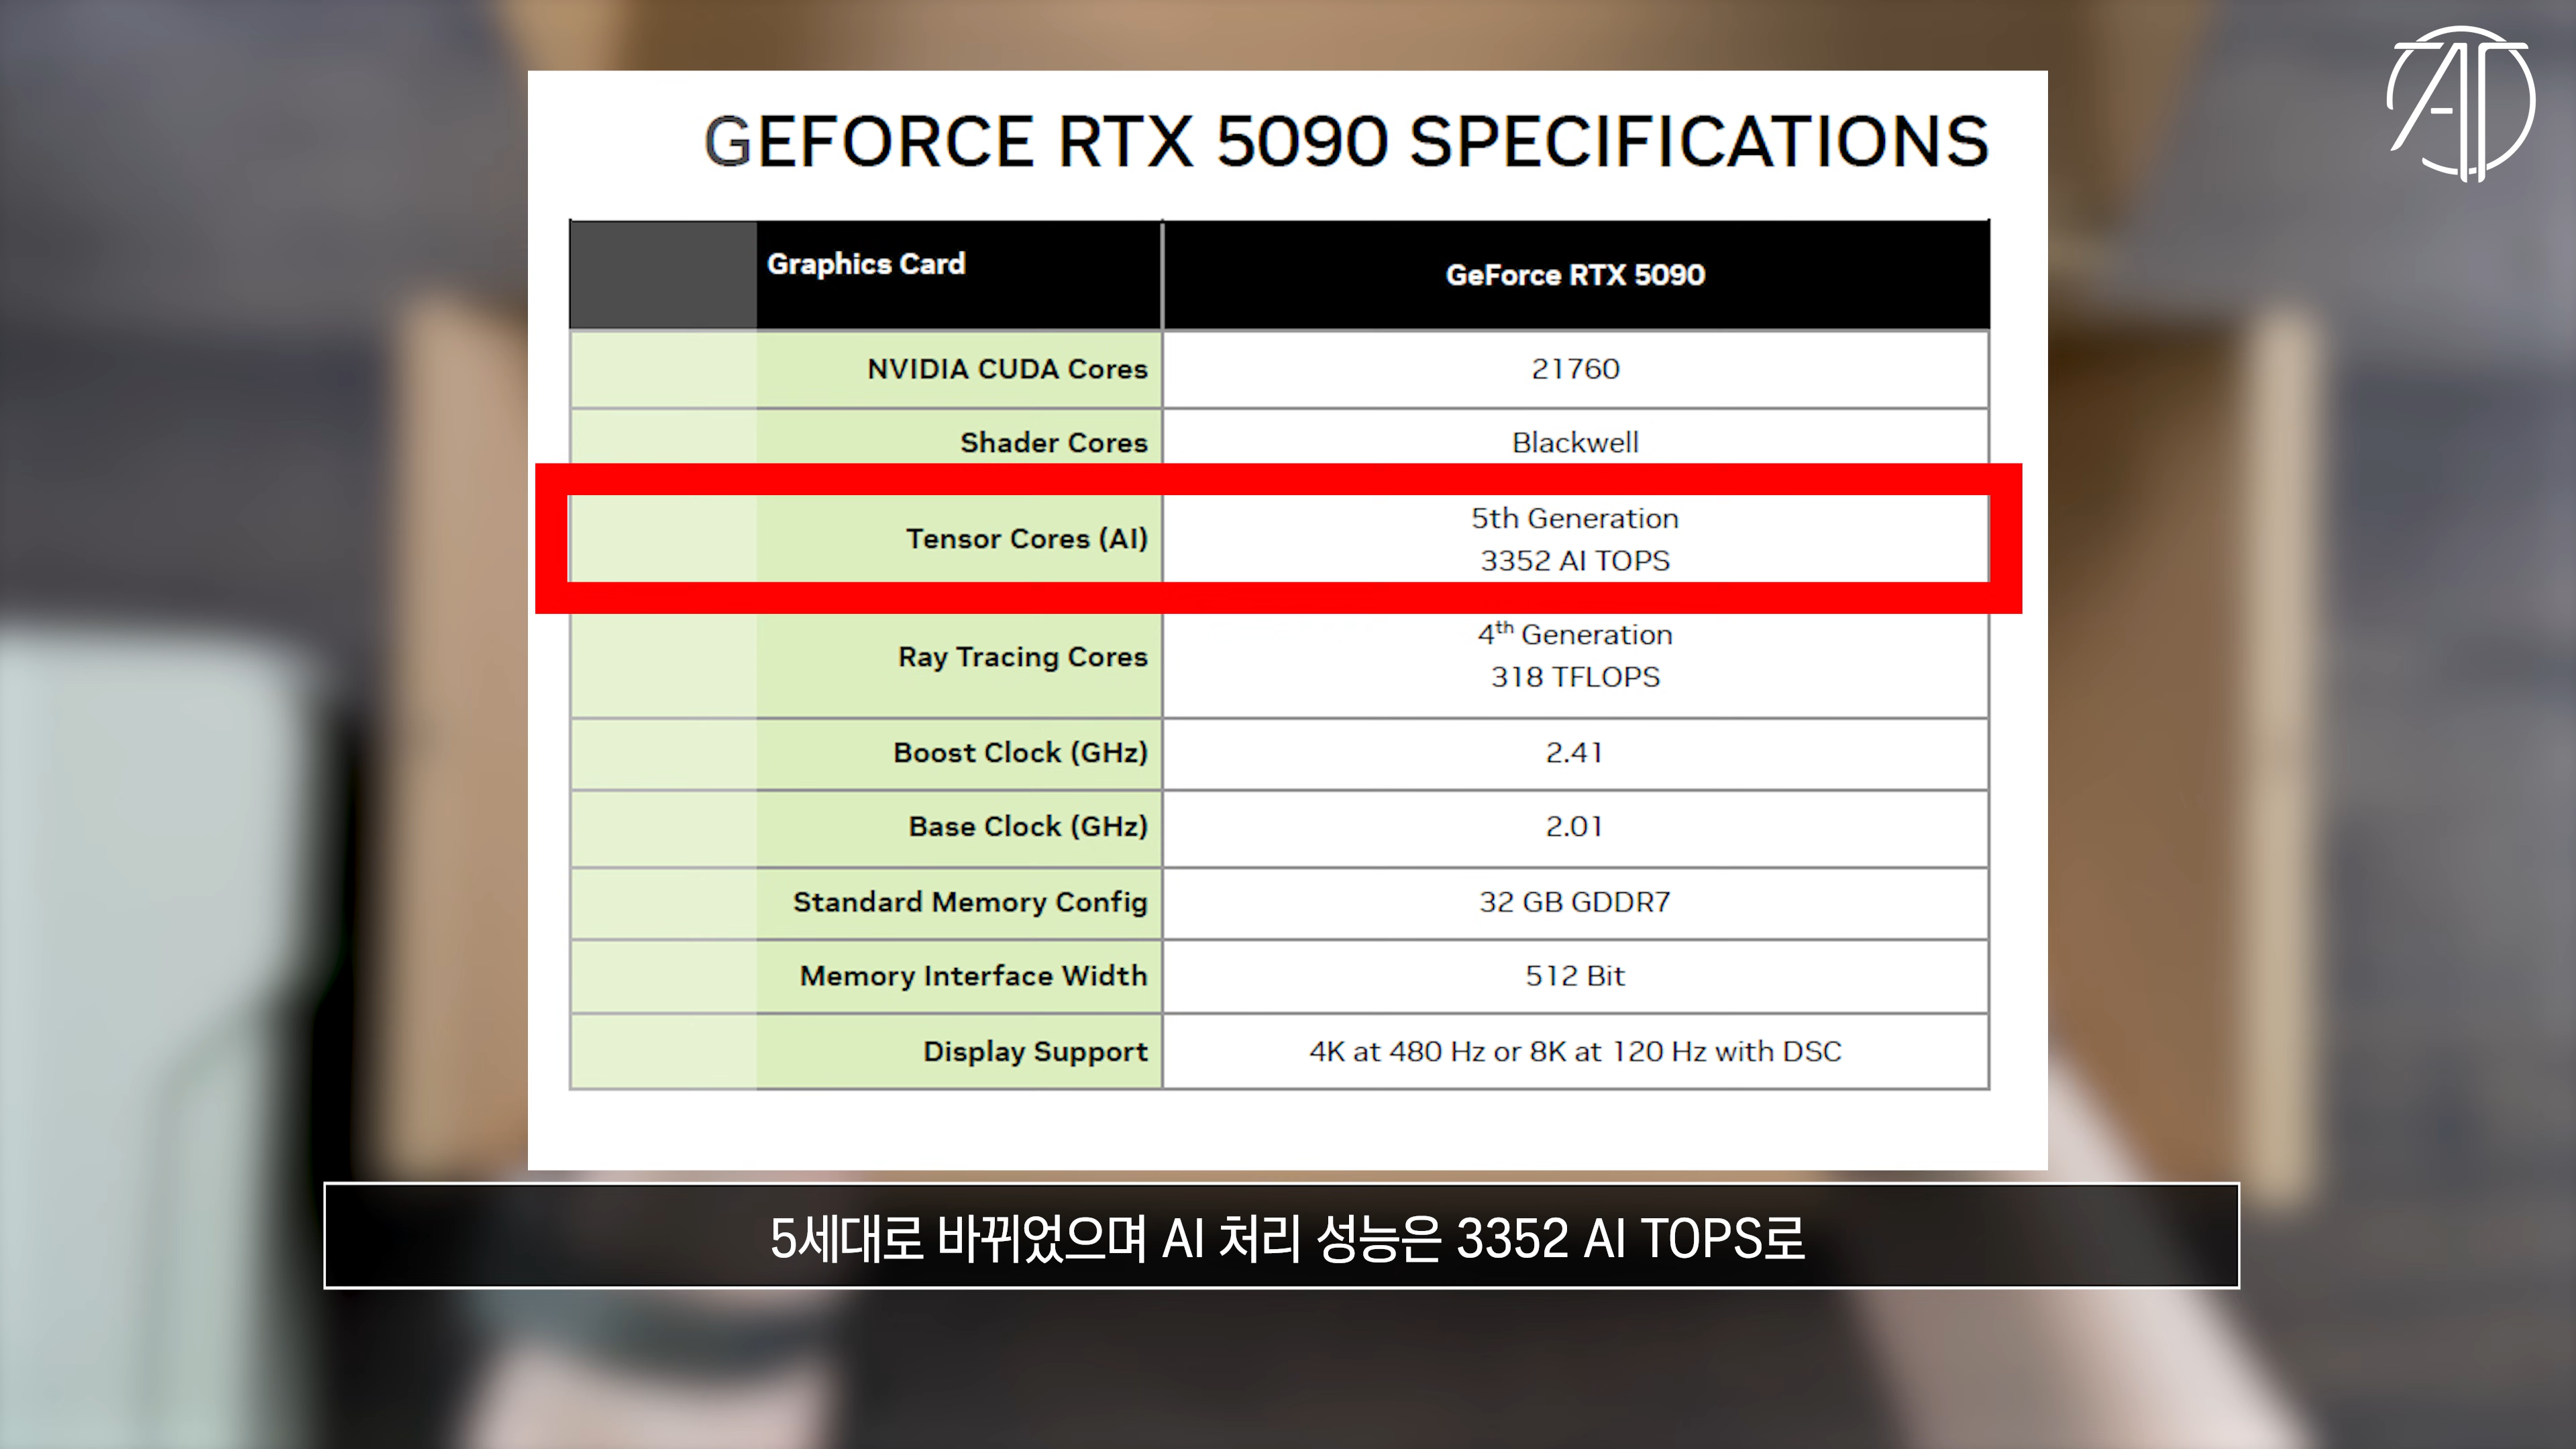 GEFORCE RTX 5090 SPECIFICATIONS
Graphics Card GeForce RTX 5090
NVIDIA CUDA Cores 21760
Shader Cores Blackwell
Tensor Cores (AI) 5th Generation
3352 AI TOPS
Ray Tracing Cores 4th Generation
318 TFLOPS
Boost Clock (GHz) 2.41
Base Clock (GHz) 2.01
Standard Memory Config 32 GB GDDR7
Memory Interface Width 512 Bit
Display Support 4K at 480 Hz or 8K at 120 Hz with DSC
5세대로 바뀌었으며 AI 처리 성능은 3352 AI TOPS로